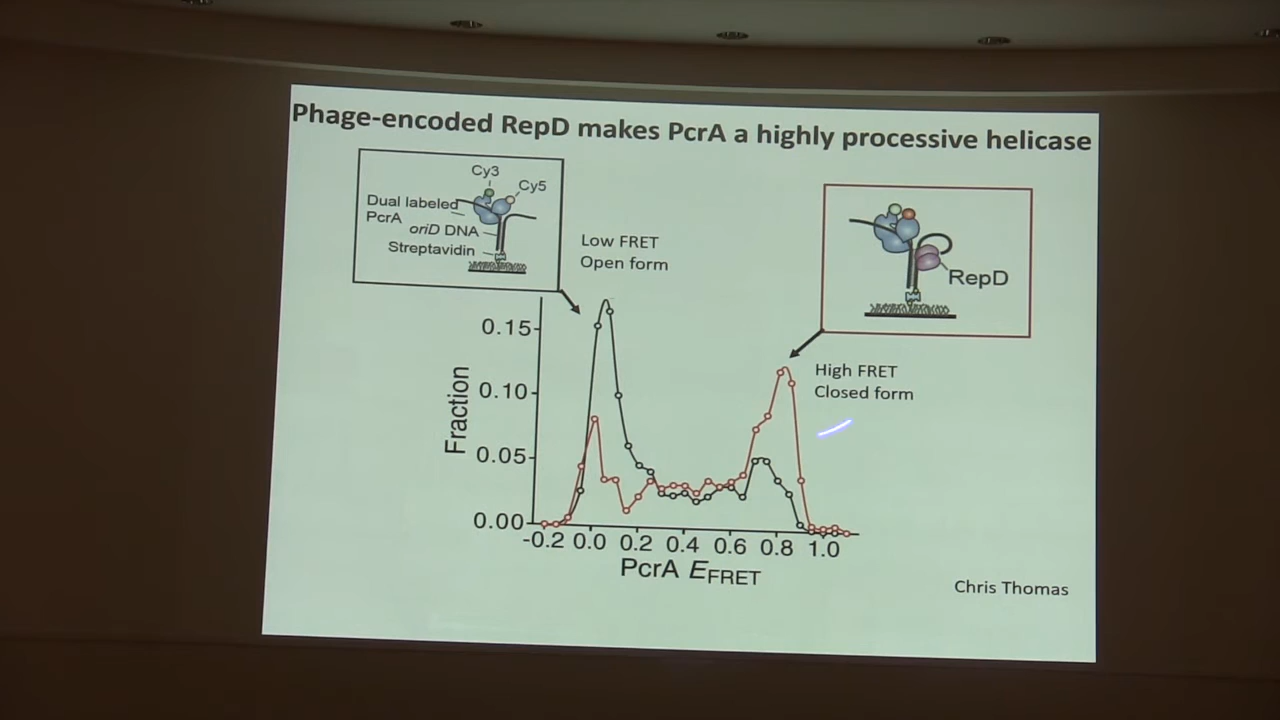 Phage-encoded RepD makes PcrA a highly processive helicase
Cy3
Cy5
Dual labeled
PcrA
oriD DNA
Streptavidin
Low FRET
Open form
RepD
High FRET
Closed form
Fraction
0.15
0.10
0.05
0.00
-0.2 0.0 0.2 0.4 0.6 0.8 1.0
PcrA EFRET
Chris Thomas